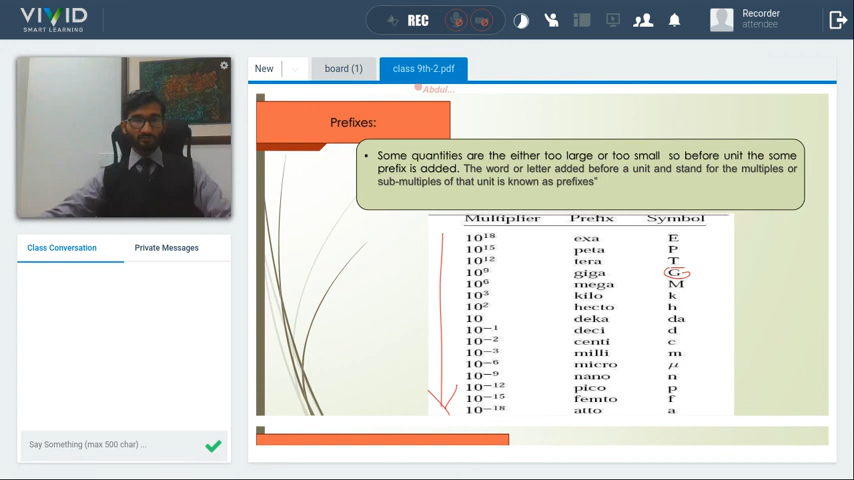 VIVID
SMART LEARNING
REC
Recorder
attendee
New
board (1)
class 9th-2.pdf
Abdul...
Prefixes:
• Some quantities are the either too large or too small so before unit the some
prefix is added. The word or letter added before a unit and stand for the multiples or
sub-multiples of that unit is known as prefixes"
Multiplier Prefix Symbol
10¹⁸ exa E
10¹⁵ peta P
10¹² tera T
10⁹ giga G
10⁶ mega M
10³ kilo k
10² hecto h
10 deka da
10⁻¹ deci d
10⁻² centi c
10⁻³ milli m
10⁻⁶ micro μ
10⁻⁹ nano n
10⁻¹² pico p
10⁻¹⁵ femto f
10⁻¹⁸ atto a
Class Conversation
Private Messages
Say Something (max 500 char) ...